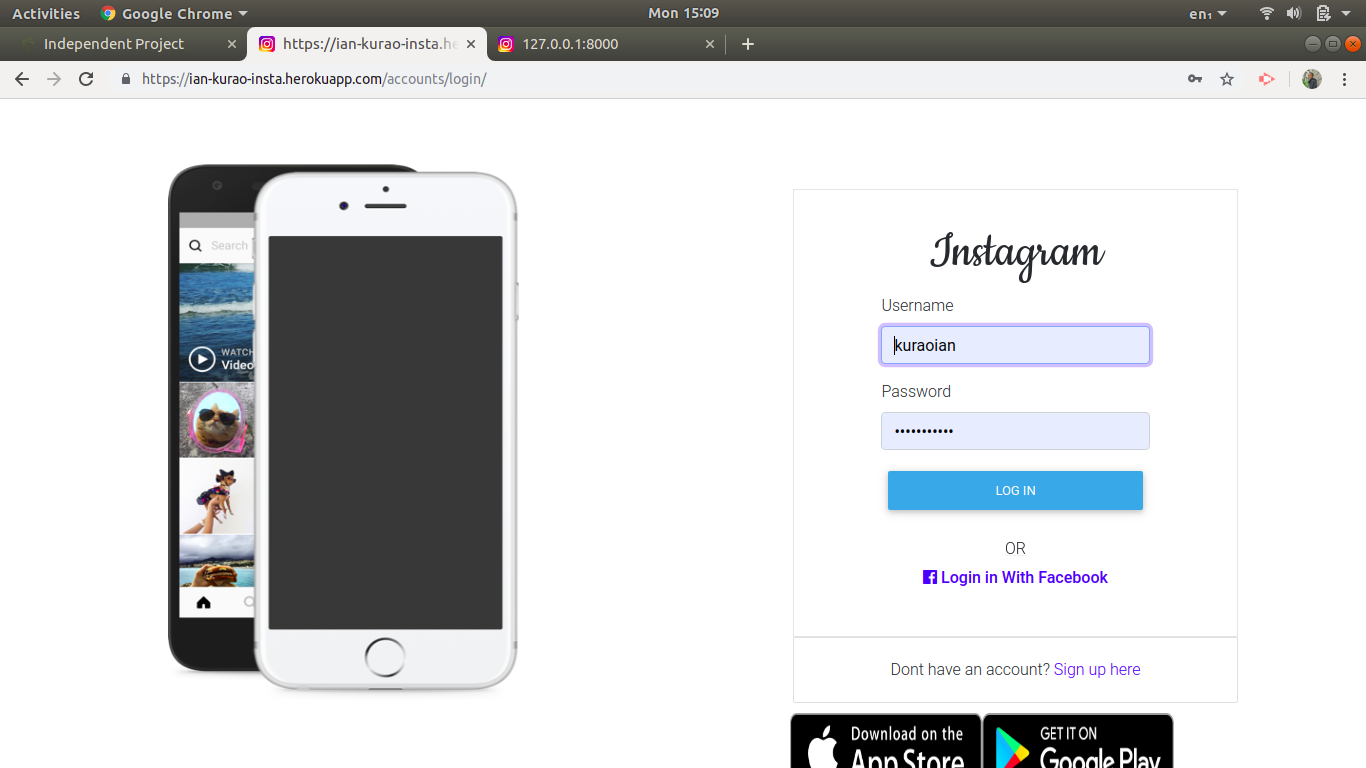 Activities Google Chrome Mon 15:09 en₁
Independent Project https://ian-kurao-insta.he 127.0.0.1:8000
https://ian-kurao-insta.herokuapp.com/accounts/login/
Search
WATCH
Video
Instagram
Username
kuraoian
Password
•••••••••••
LOG IN
OR
Login in With Facebook
Dont have an account? Sign up here
Download on the
App Store
GET IT ON
Google Play